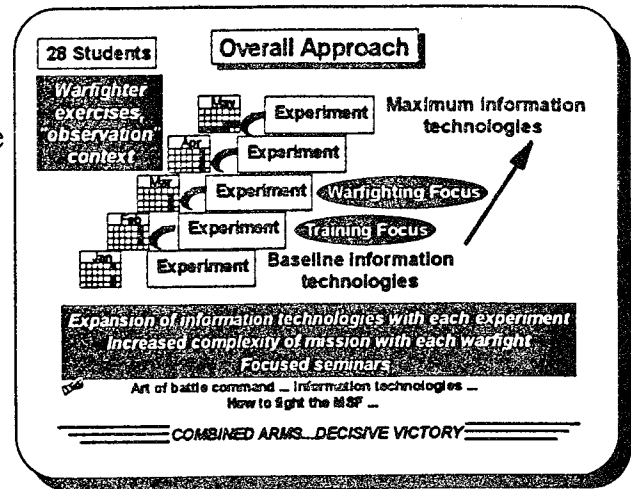 28 Students
Overall Approach
Warfighter
exercises,
"observation"
context
May
Experiment
Maximum information
technologies
Apr
Experiment
Mar
Experiment
Warfighting Focus
Feb
Experiment
Training Focus
Jan
Experiment
Baseline information
technologies
Expansion of information technologies with each experiment
Increased complexity of mission with each warfight
Focused seminars
Art of battle command ... information technologies ...
How to fight the MSF ...
COMBINED ARMS...DECISIVE VICTORY